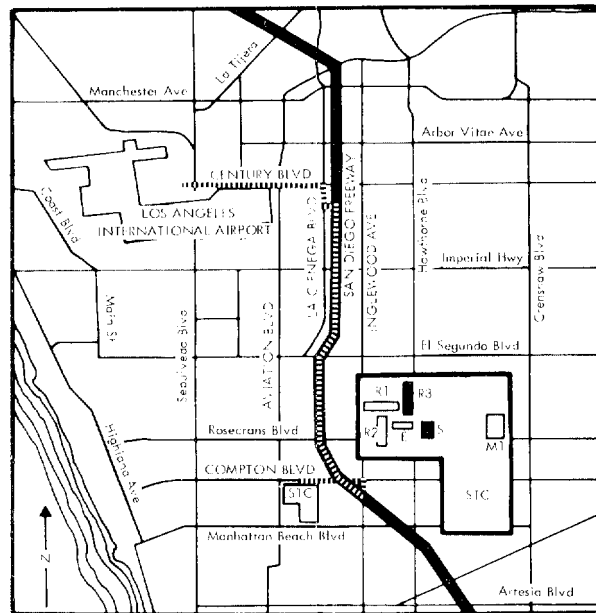 La Tijera
Manchester Ave
Arbor Vitae Ave
CENTURY BLVD
LOS ANGELES
INTERNATIONAL AIRPORT
Coast Blvd
LA CIENEGA BLVD
SAN DIEGO FREEWAY
INGLEWOOD AVE
Hawthorne Blvd
Imperial Hwy
Crenshaw Blvd
Main St
Sepulveda Blvd
AVIATION BLVD
El Segundo Blvd
R1
R3
R2
E
S
M1
Rosecrans Blvd
Highland Ave
COMPTON BLVD
STC
STC
Manhattan Beach Blvd
N
Artesia Blvd